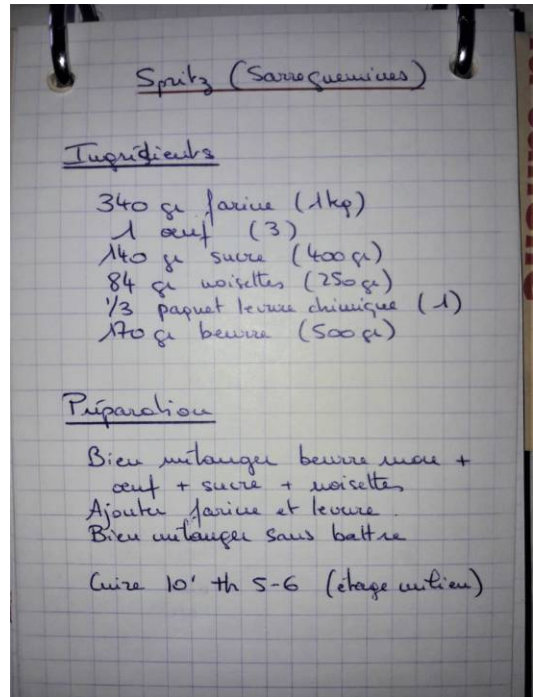 Spritz (Sarreguemines)
Ingrédients
340 gr farine (1kg)
1 œuf (3)
140 gr sucre (400 gr)
84 gr noisettes (250 gr)
1/3 paquet levure chimique (1)
170 gr beurre (500 gr)
Préparation
Bien mélanger beurre mou +
œuf + sucre + noisettes
Ajouter farine et levure.
Bien mélanger sans battre
Cuire 10' th 5-6 (étage milieu)